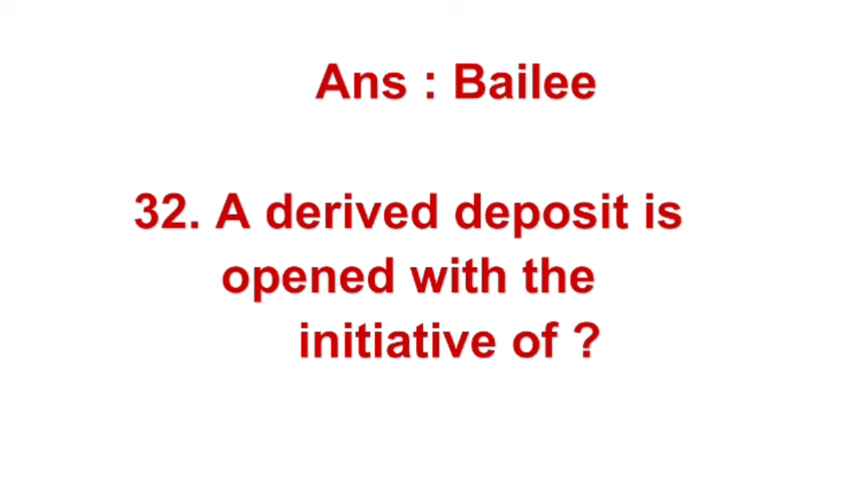 Ans : Bailee
32. A derived deposit is
opened with the
initiative of ?